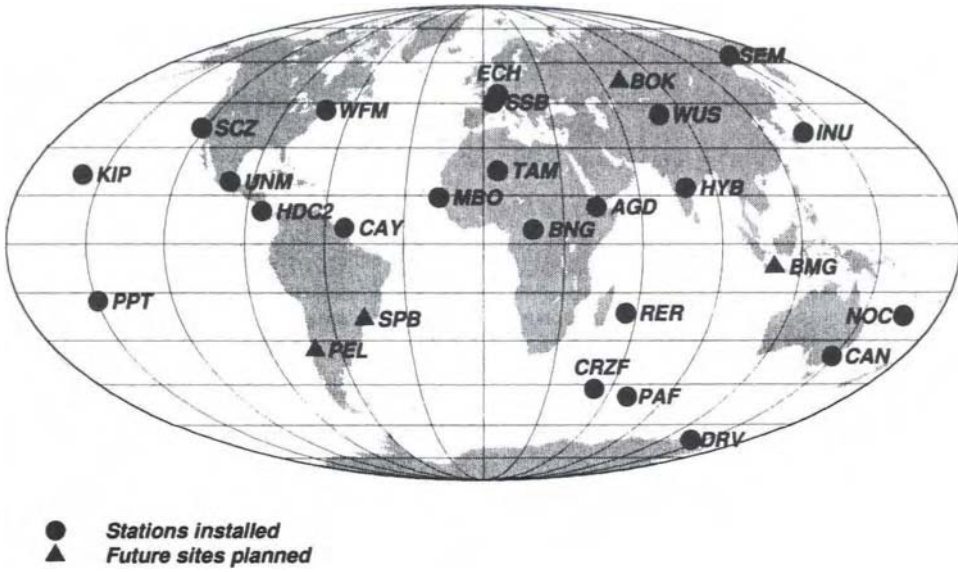 SEM
ECH
BOK
SSB
WFM
WUS
SCZ
INU
KIP
TAM
UNM
HYB
MBO
HDC2
AGD
CAY
BNG
BMG
PPT
RER
SPB
NOC
PEL
CAN
CRZF
PAF
DRV
Stations installed
Future sites planned